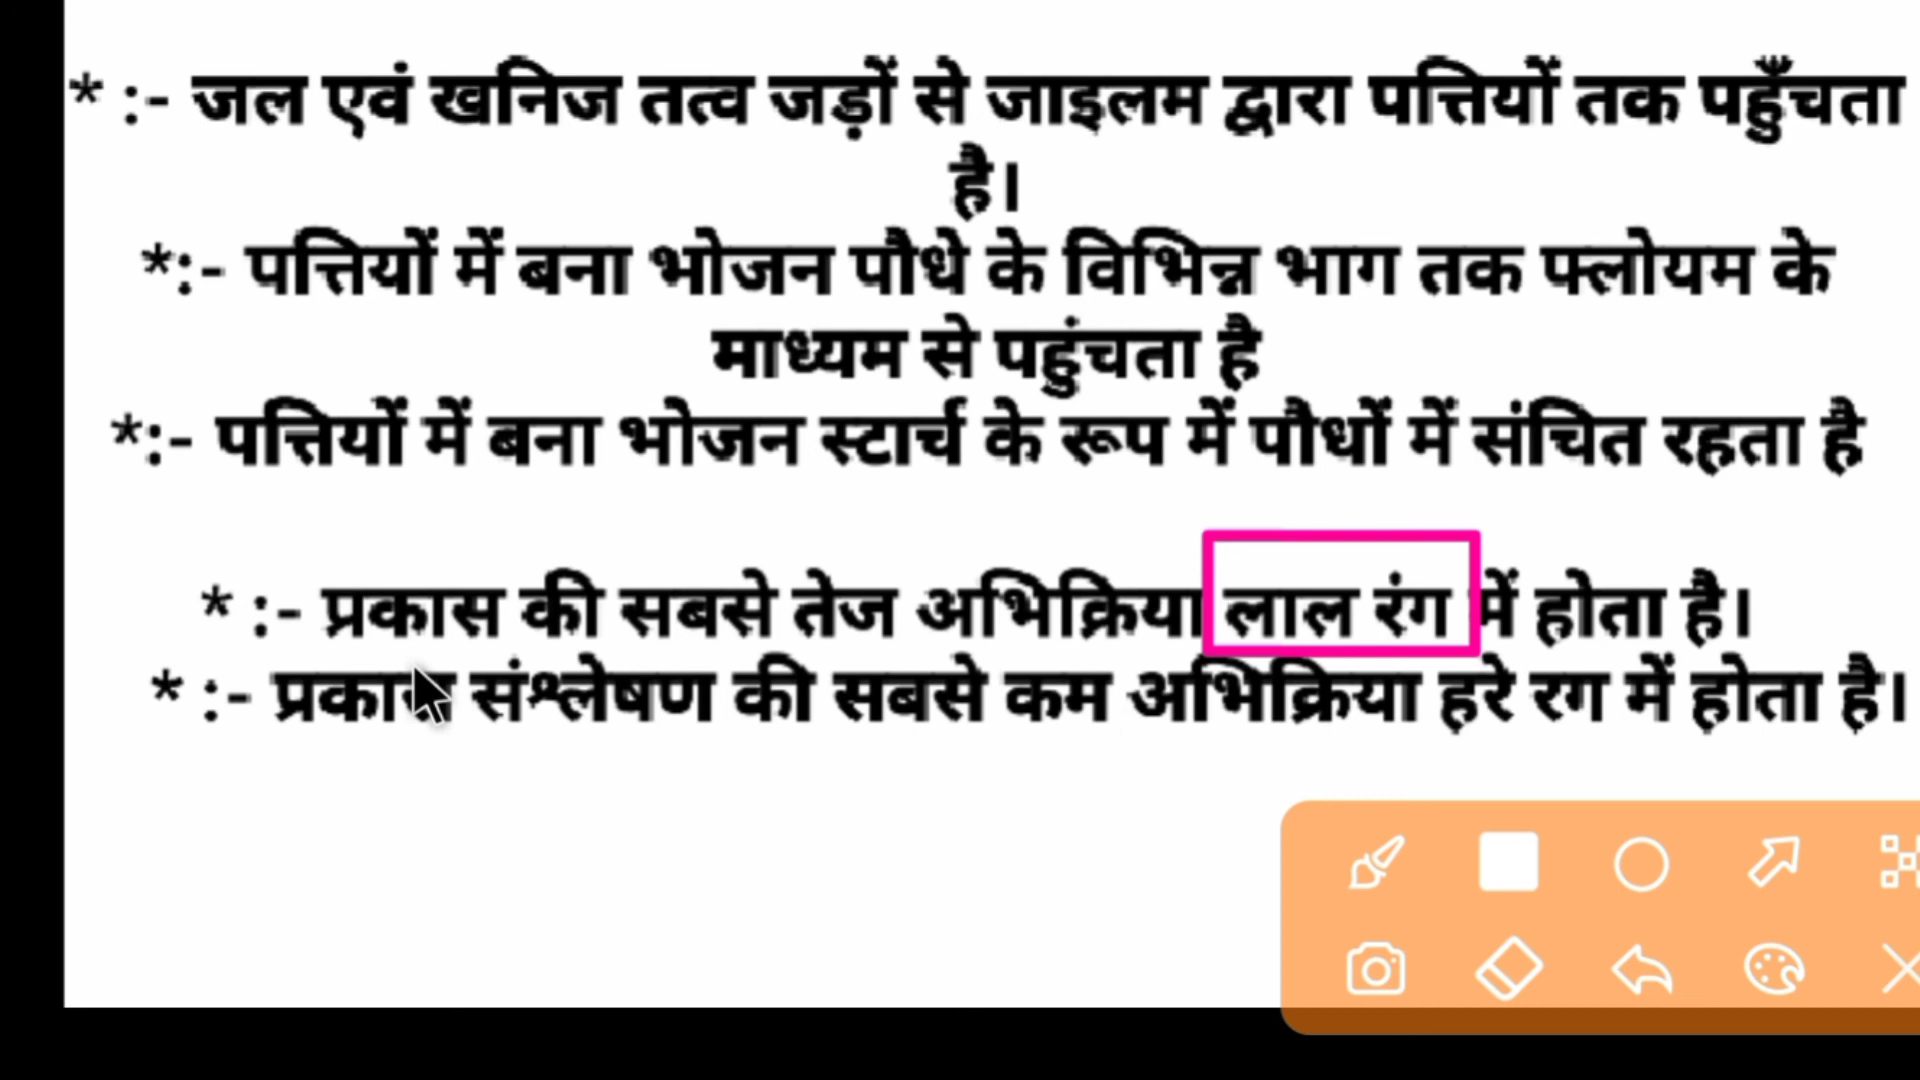 * :- जल एवं खनिज तत्व जड़ों से जाइलम द्वारा पत्तियों तक पहुँचता
है।
*:- पत्तियों में बना भोजन पौधे के विभिन्न भाग तक फ्लोयम के
माध्यम से पहुंचता है
*:- पत्तियों में बना भोजन स्टार्च के रूप में पौधों में संचित रहता है
* :- प्रकास की सबसे तेज अभिक्रिया लाल रंग में होता है।
* :- प्रकास संश्लेषण की सबसे कम अभिक्रिया हरे रग में होता है।